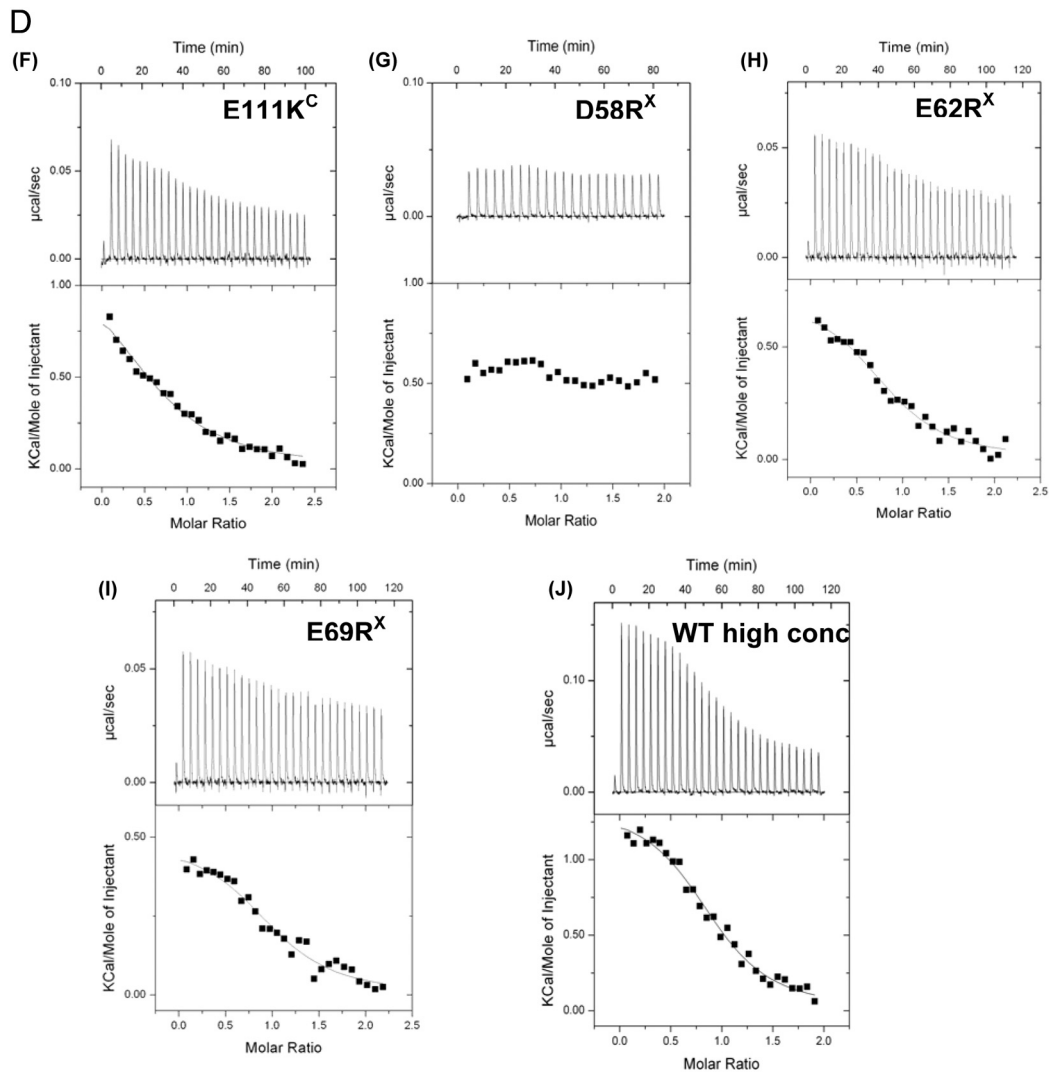 D
(F)
Time (min)
0 20 40 60 80 100
E111K^C
0.10
0.05
0.00
µcal/sec
1.00
0.50
0.00
KCal/Mole of Injectant
0.0 0.5 1.0 1.5 2.0 2.5
Molar Ratio
(G)
Time (min)
0 20 40 60 80
D58R^X
0.10
0.00
µcal/sec
1.00
0.50
0.00
KCal/Mole of Injectant
0.0 0.5 1.0 1.5 2.0
Molar Ratio
(H)
Time (min)
0 20 40 60 80 100 120
E62R^X
0.05
0.00
µcal/sec
0.50
0.00
KCal/Mole of Injectant
0.0 0.5 1.0 1.5 2.0 2.5
Molar Ratio
(I)
Time (min)
0 20 40 60 80 100 120
E69R^X
0.05
0.00
µcal/sec
0.50
0.00
KCal/Mole of Injectant
0.0 0.5 1.0 1.5 2.0 2.5
Molar Ratio
(J)
Time (min)
0 20 40 60 80 100 120
WT high conc
0.10
0.00
µcal/sec
1.00
0.50
0.00
KCal/Mole of Injectant
0.0 0.5 1.0 1.5 2.0
Molar Ratio